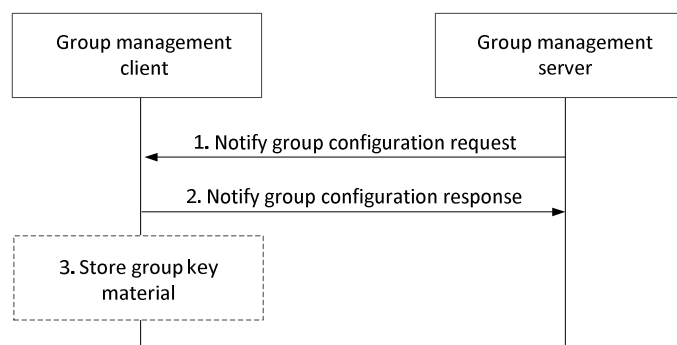 Group management
client
Group management
server
1. Notify group configuration request
2. Notify group configuration response
3. Store group key
material